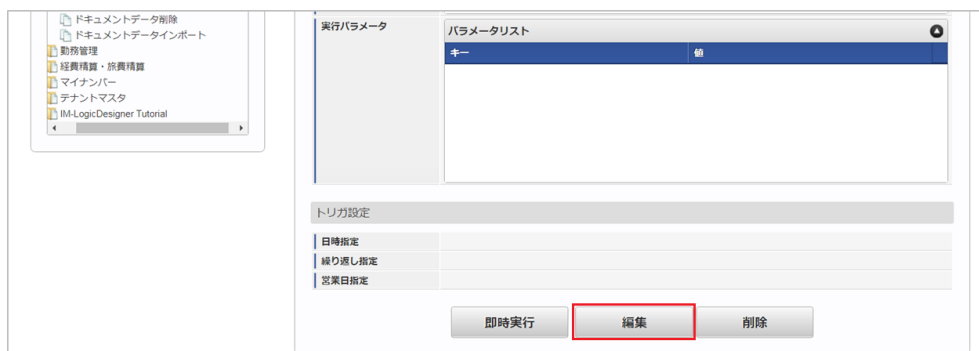 ドキュメントデータ削除
ドキュメントデータインポート
勤務管理
経費精算・旅費精算
マイナンバー
テナントマスタ
IM-LogicDesigner Tutorial
実行パラメータ
パラメータリスト
キー 値
トリガ設定
日時指定
繰り返し指定
営業日指定
即時実行 編集 削除